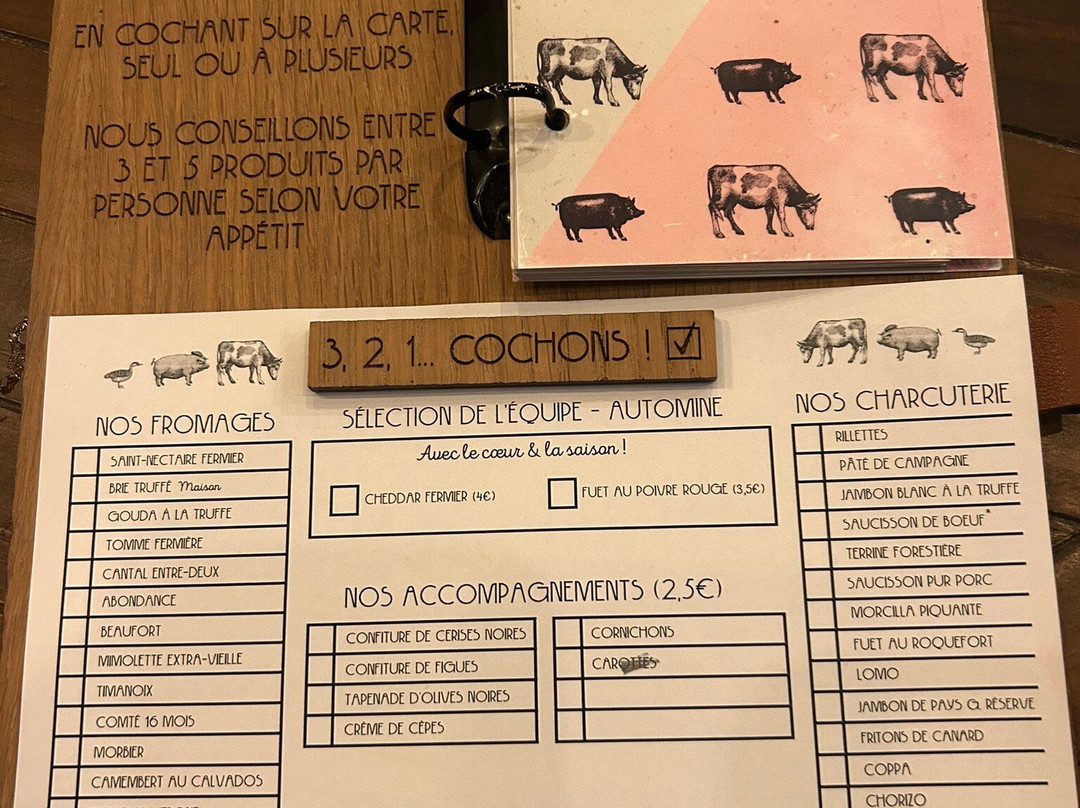 EN COCHANT SUR LA CARTE,
SEUL OU À PLUSIEURS
NOUS CONSEILLONS ENTRE
3 ET 5 PRODUITS PAR
PERSONNE SELON VOTRE
APPÉTIT
3, 2, 1... COCHONS !
NOS FROMAGES
SAINT-NECTAIRE FERMIER
BRIE TRUFFÉ Maison
GOUDA À LA TRUFFE
TOMME FERMIÈRE
CANTAL ENTRE-DEUX
ABONDANCE
BEAUFORT
MIMOLETTE EXTRA-VIEILLE
TIMANOIX
COMTÉ 16 MOIS
MORBIER
CAMEMBERT AU CALVADOS
SÉLECTION DE L'ÉQUIPE - AUTOMINE
Avec le cœur & la saison !
CHEDDAR FERMIER (4€)
FUET AU POIVRE ROUGE (3,5€)
NOS ACCOMPAGNEMENTS (2,5€)
CONFITURE DE CERISES NOIRES
CONFITURE DE FIGUES
TAPENADE D'OLIVES NOIRES
CRÈME DE CÈPES
CORNICHONS
CAROTTES
NOS CHARCUTERIE
RILLETTES
PÂTÉ DE CAMPAGNE
JAMBON BLANC À LA TRUFFE
SAUCISSON DE BOEUF*
TERRINE FORESTIÈRE
SAUCISSON PUR PORC
MORCILLA PIQUANTE
FUET AU ROQUEFORT
LOMO
JAMBON DE PAYS G. RÉSERVE
FRITONS DE CANARD
COPPA
CHORIZO